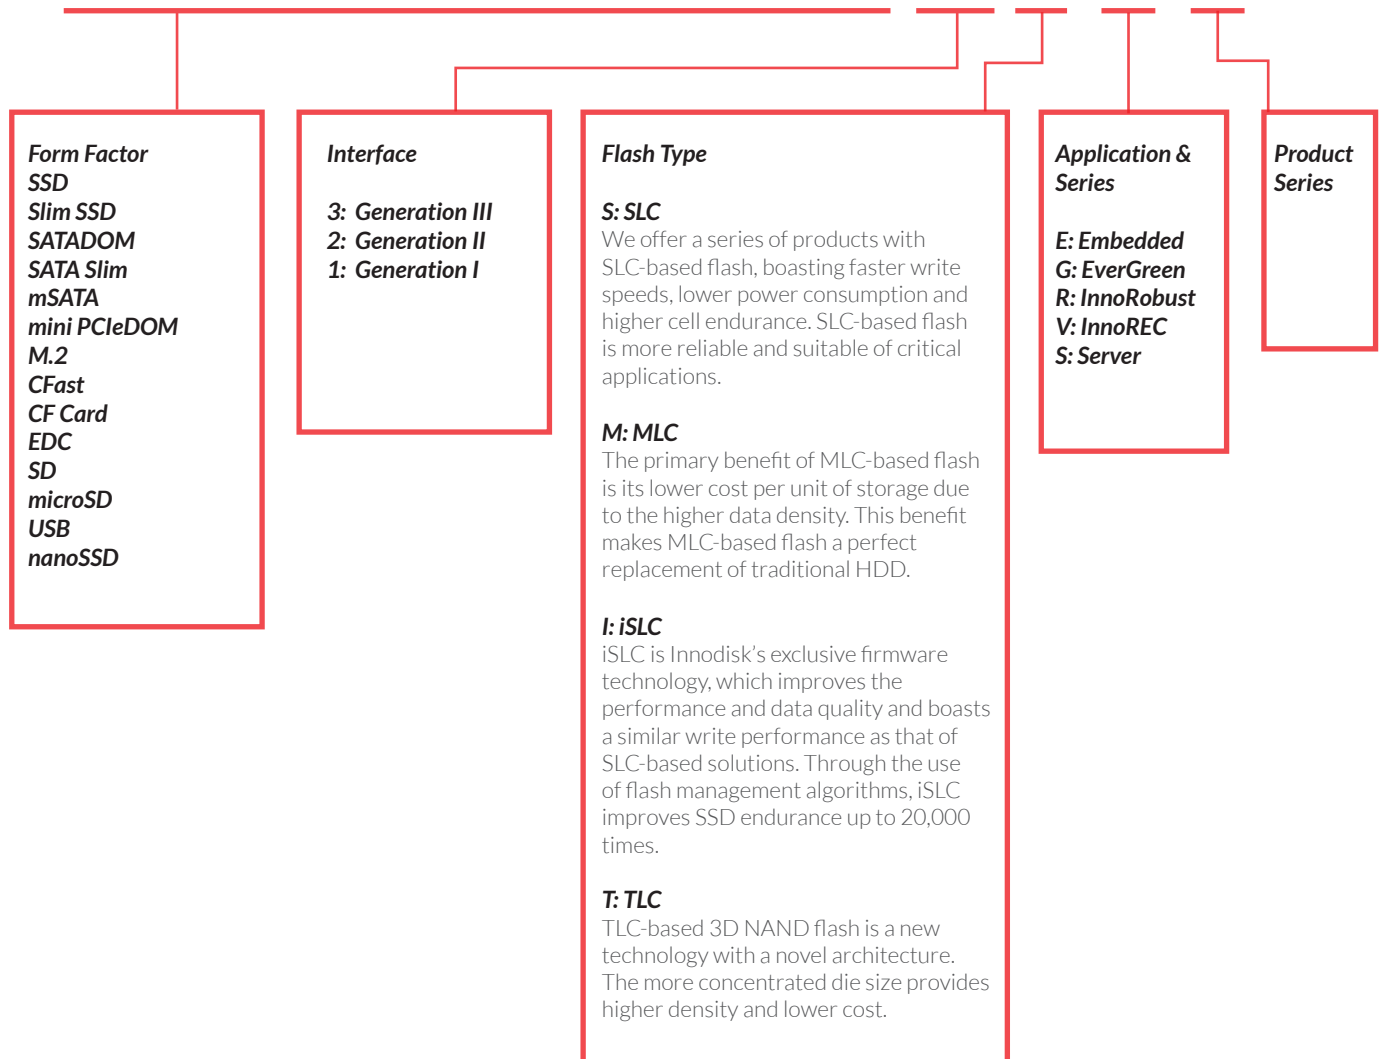 Form Factor
SSD
Slim SSD
SATADOM
SATA Slim
mSATA
mini PCIeDOM
M.2
CFast
CF Card
EDC
SD
microSD
USB
nanoSSD
Interface
3: Generation III
2: Generation II
1: Generation I
Flash Type
S: SLC
We offer a series of products with
SLC-based flash, boasting faster write
speeds, lower power consumption and
higher cell endurance. SLC-based flash
is more reliable and suitable of critical
applications.
M: MLC
The primary benefit of MLC-based flash
is its lower cost per unit of storage due
to the higher data density. This benefit
makes MLC-based flash a perfect
replacement of traditional HDD.
I: iSLC
iSLC is Innodisk’s exclusive firmware
technology, which improves the
performance and data quality and boasts
a similar write performance as that of
SLC-based solutions. Through the use
of flash management algorithms, iSLC
improves SSD endurance up to 20,000
times.
T: TLC
TLC-based 3D NAND flash is a new
technology with a novel architecture.
The more concentrated die size provides
higher density and lower cost.
Application &
Series
E: Embedded
G: EverGreen
R: InnoRobust
V: InnoREC
S: Server
Product
Series